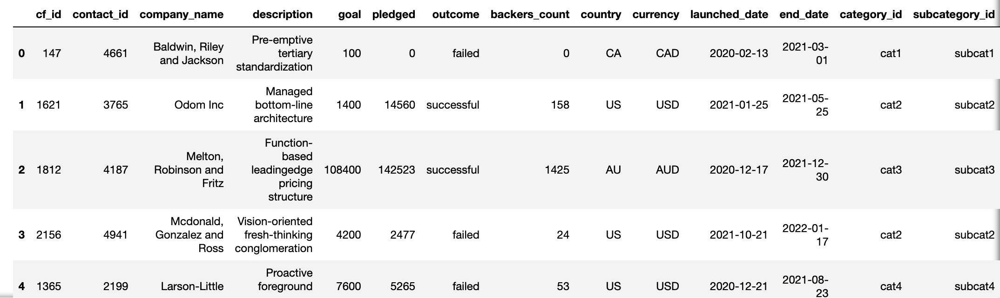 cf_id contact_id company_name description goal pledged outcome backers_count country currency launched_date end_date category_id subcategory_id
0 147 4661 Baldwin, Riley and Jackson Pre-emptive tertiary standardization 100 0 failed 0 CA CAD 2020-02-13 2021-03-01 cat1 subcat1
1 1621 3765 Odom Inc Managed bottom-line architecture 1400 14560 successful 158 US USD 2021-01-25 2021-05-25 cat2 subcat2
2 1812 4187 Melton, Robinson and Fritz Function-based leadingedge pricing structure 108400 142523 successful 1425 AU AUD 2020-12-17 2021-12-30 cat3 subcat3
3 2156 4941 Mcdonald, Gonzalez and Ross Vision-oriented fresh-thinking conglomeration 4200 2477 failed 24 US USD 2021-10-21 2022-01-17 cat2 subcat2
4 1365 2199 Larson-Little Proactive foreground 7600 5265 failed 53 US USD 2020-12-21 2021-08-23 cat4 subcat4